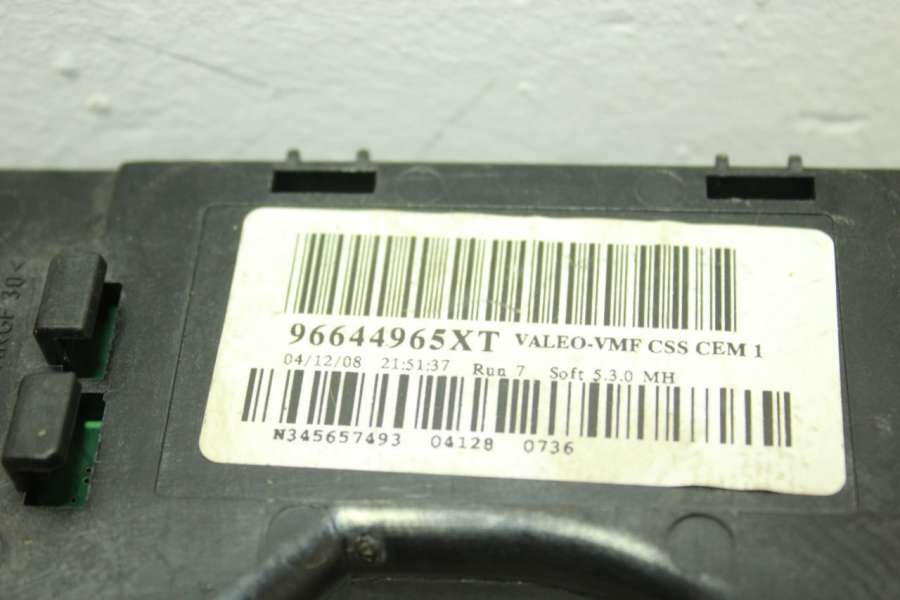 96644965XT VALEO-VMF CSS CEM 1
04/12/08 21:51:37 Run 7 Soft 5.3.0 MH
N345657493 04128 0736
30<